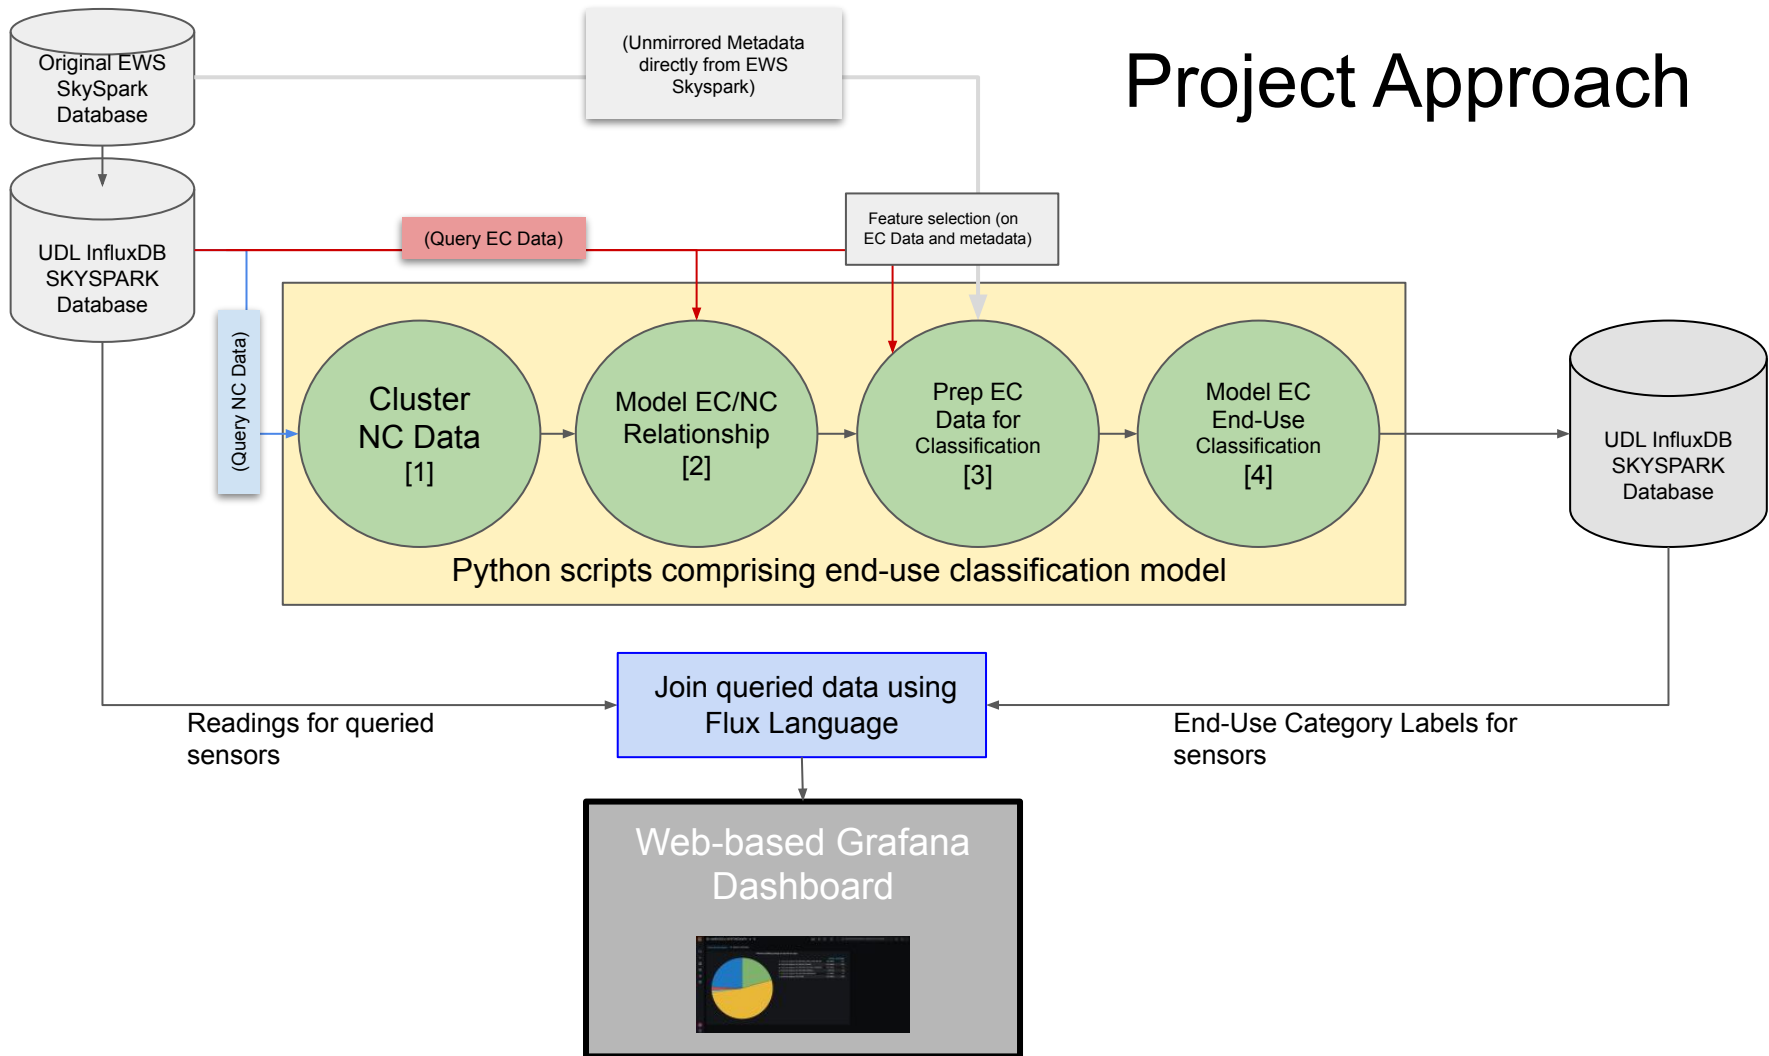 Project Approach
Original EWS
SkySpark
Database
(Unmirrored Metadata
directly from EWS
Skyspark)
UDL InfluxDB
SKYSPARK
Database
(Query EC Data)
Feature selection (on
EC Data and metadata)
(Query NC Data)
Cluster
NC Data
[1]
Model EC/NC
Relationship
[2]
Prep EC
Data for
Classification
[3]
Model EC
End-Use
Classification
[4]
UDL InfluxDB
SKYSPARK
Database
Python scripts comprising end-use classification model
Readings for queried
sensors
Join queried data using
Flux Language
End-Use Category Labels for
sensors
Web-based Grafana
Dashboard